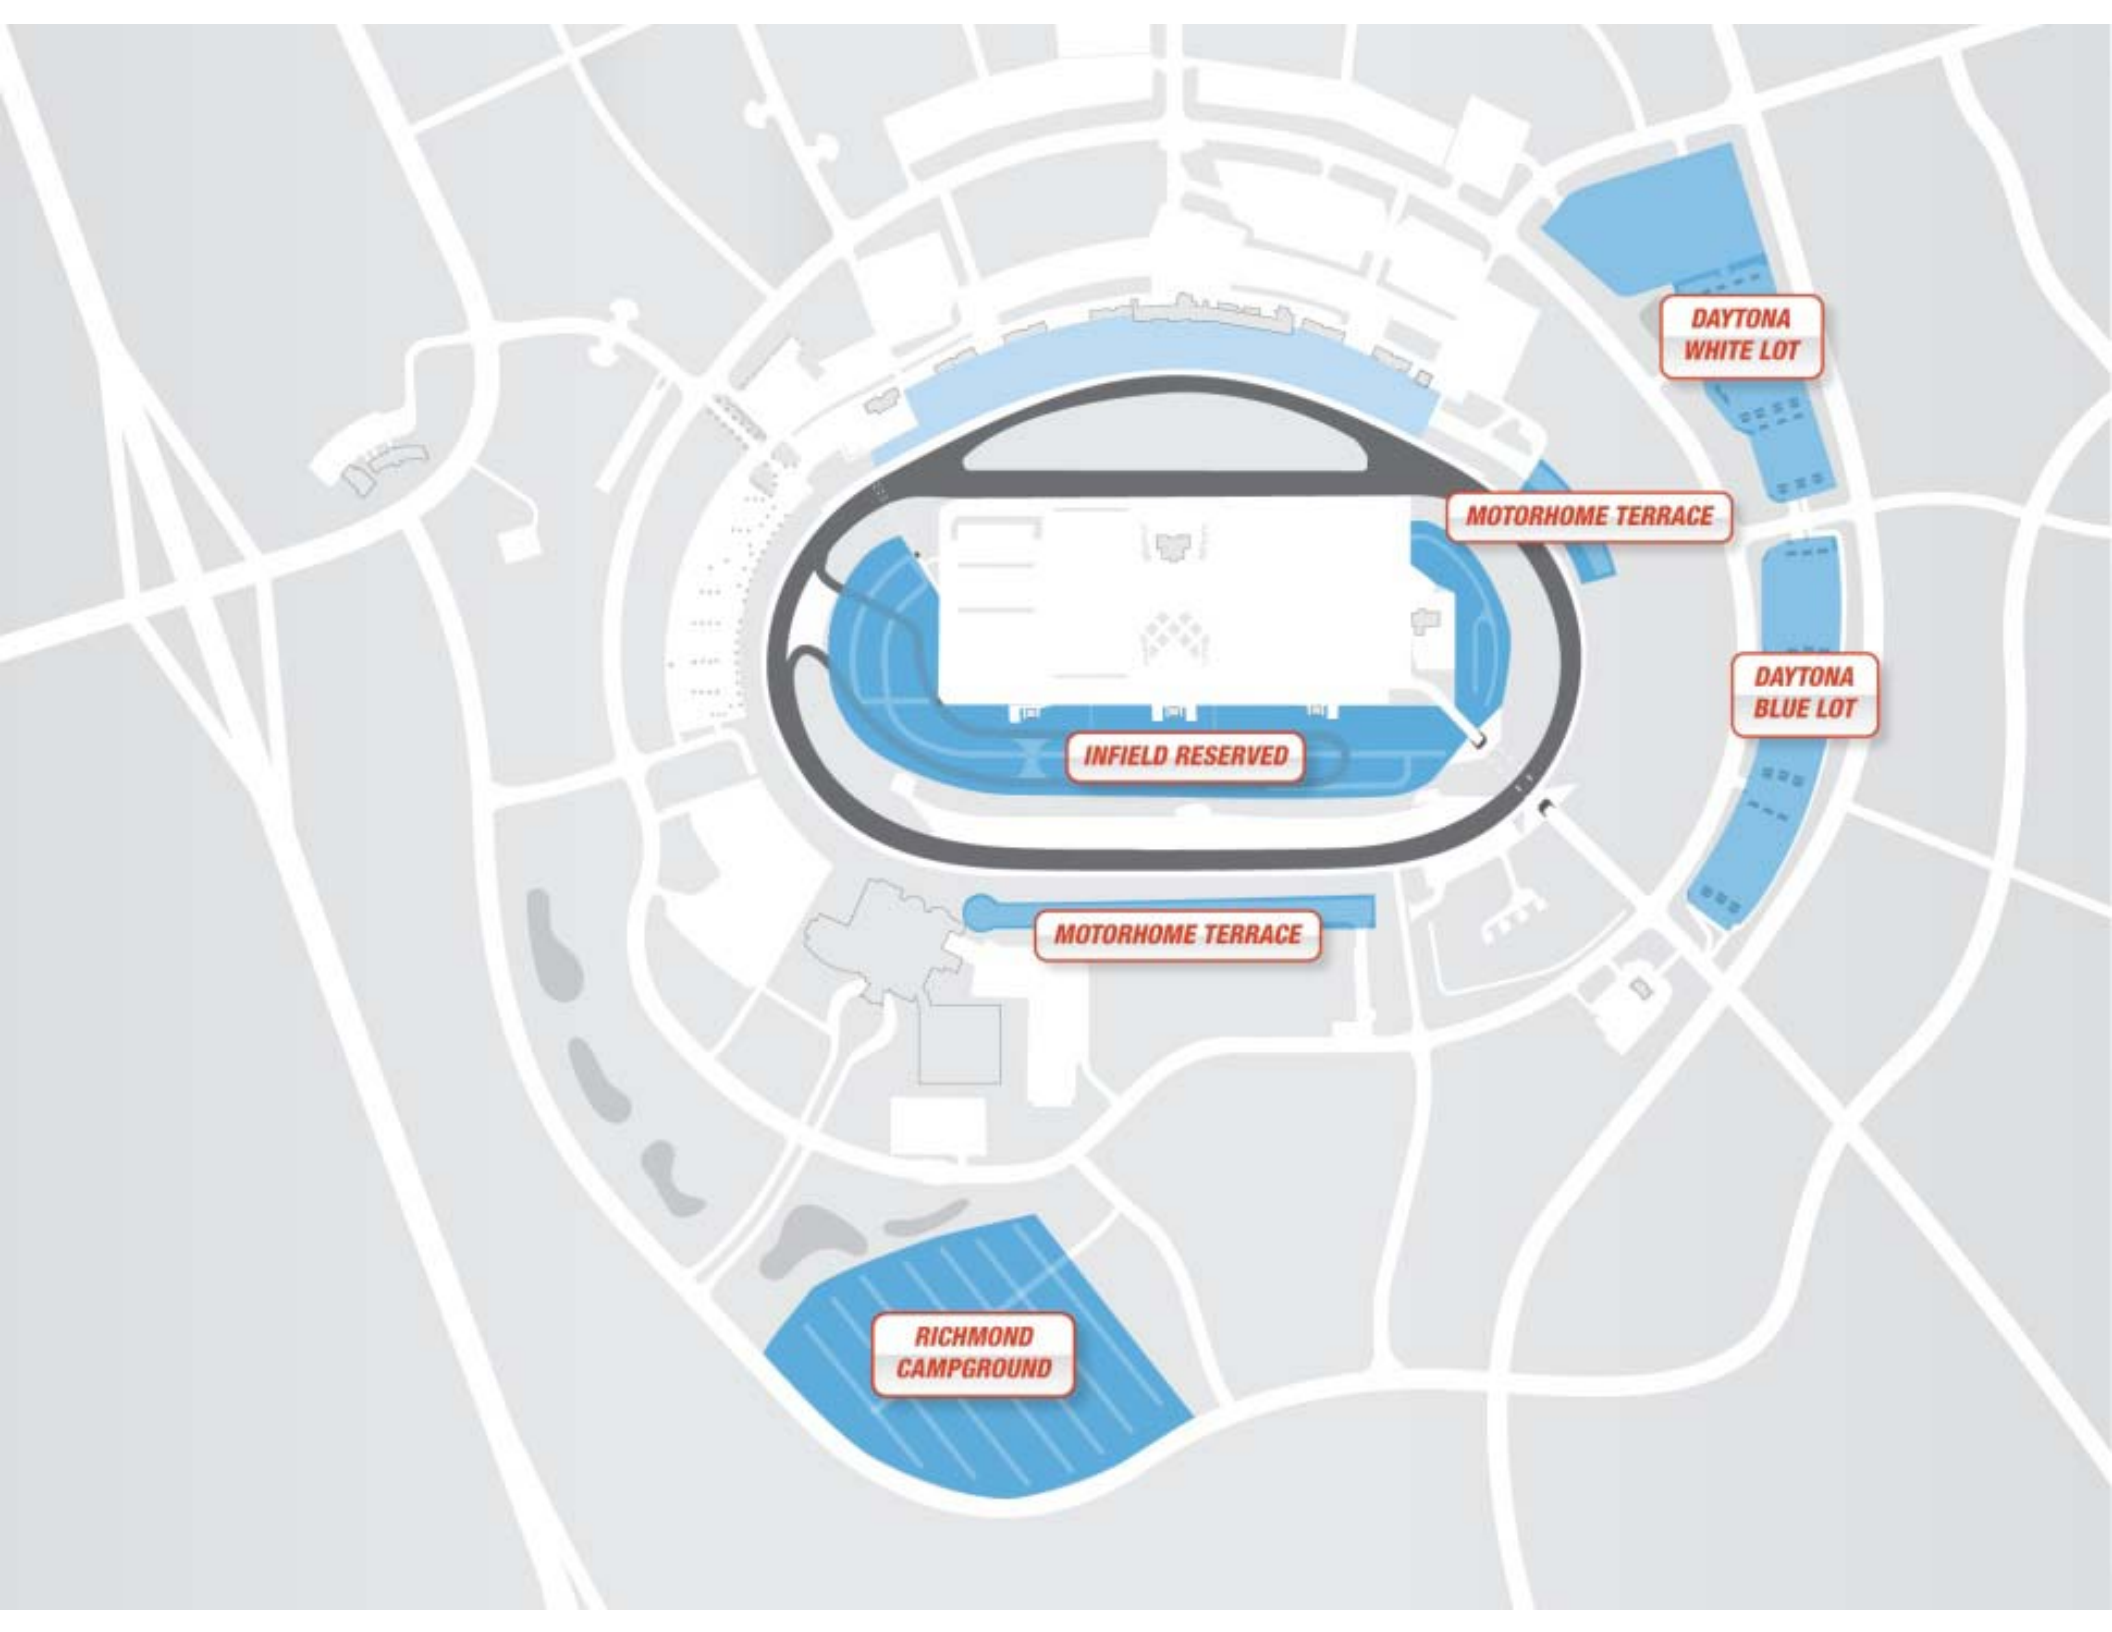 DAYTONA
WHITE LOT
MOTORHOME TERRACE
DAYTONA
BLUE LOT
INFIELD RESERVED
MOTORHOME TERRACE
RICHMOND
CAMPGROUND